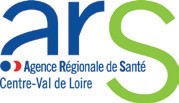 ars
Agence Régionale de Santé
Centre-Val de Loire